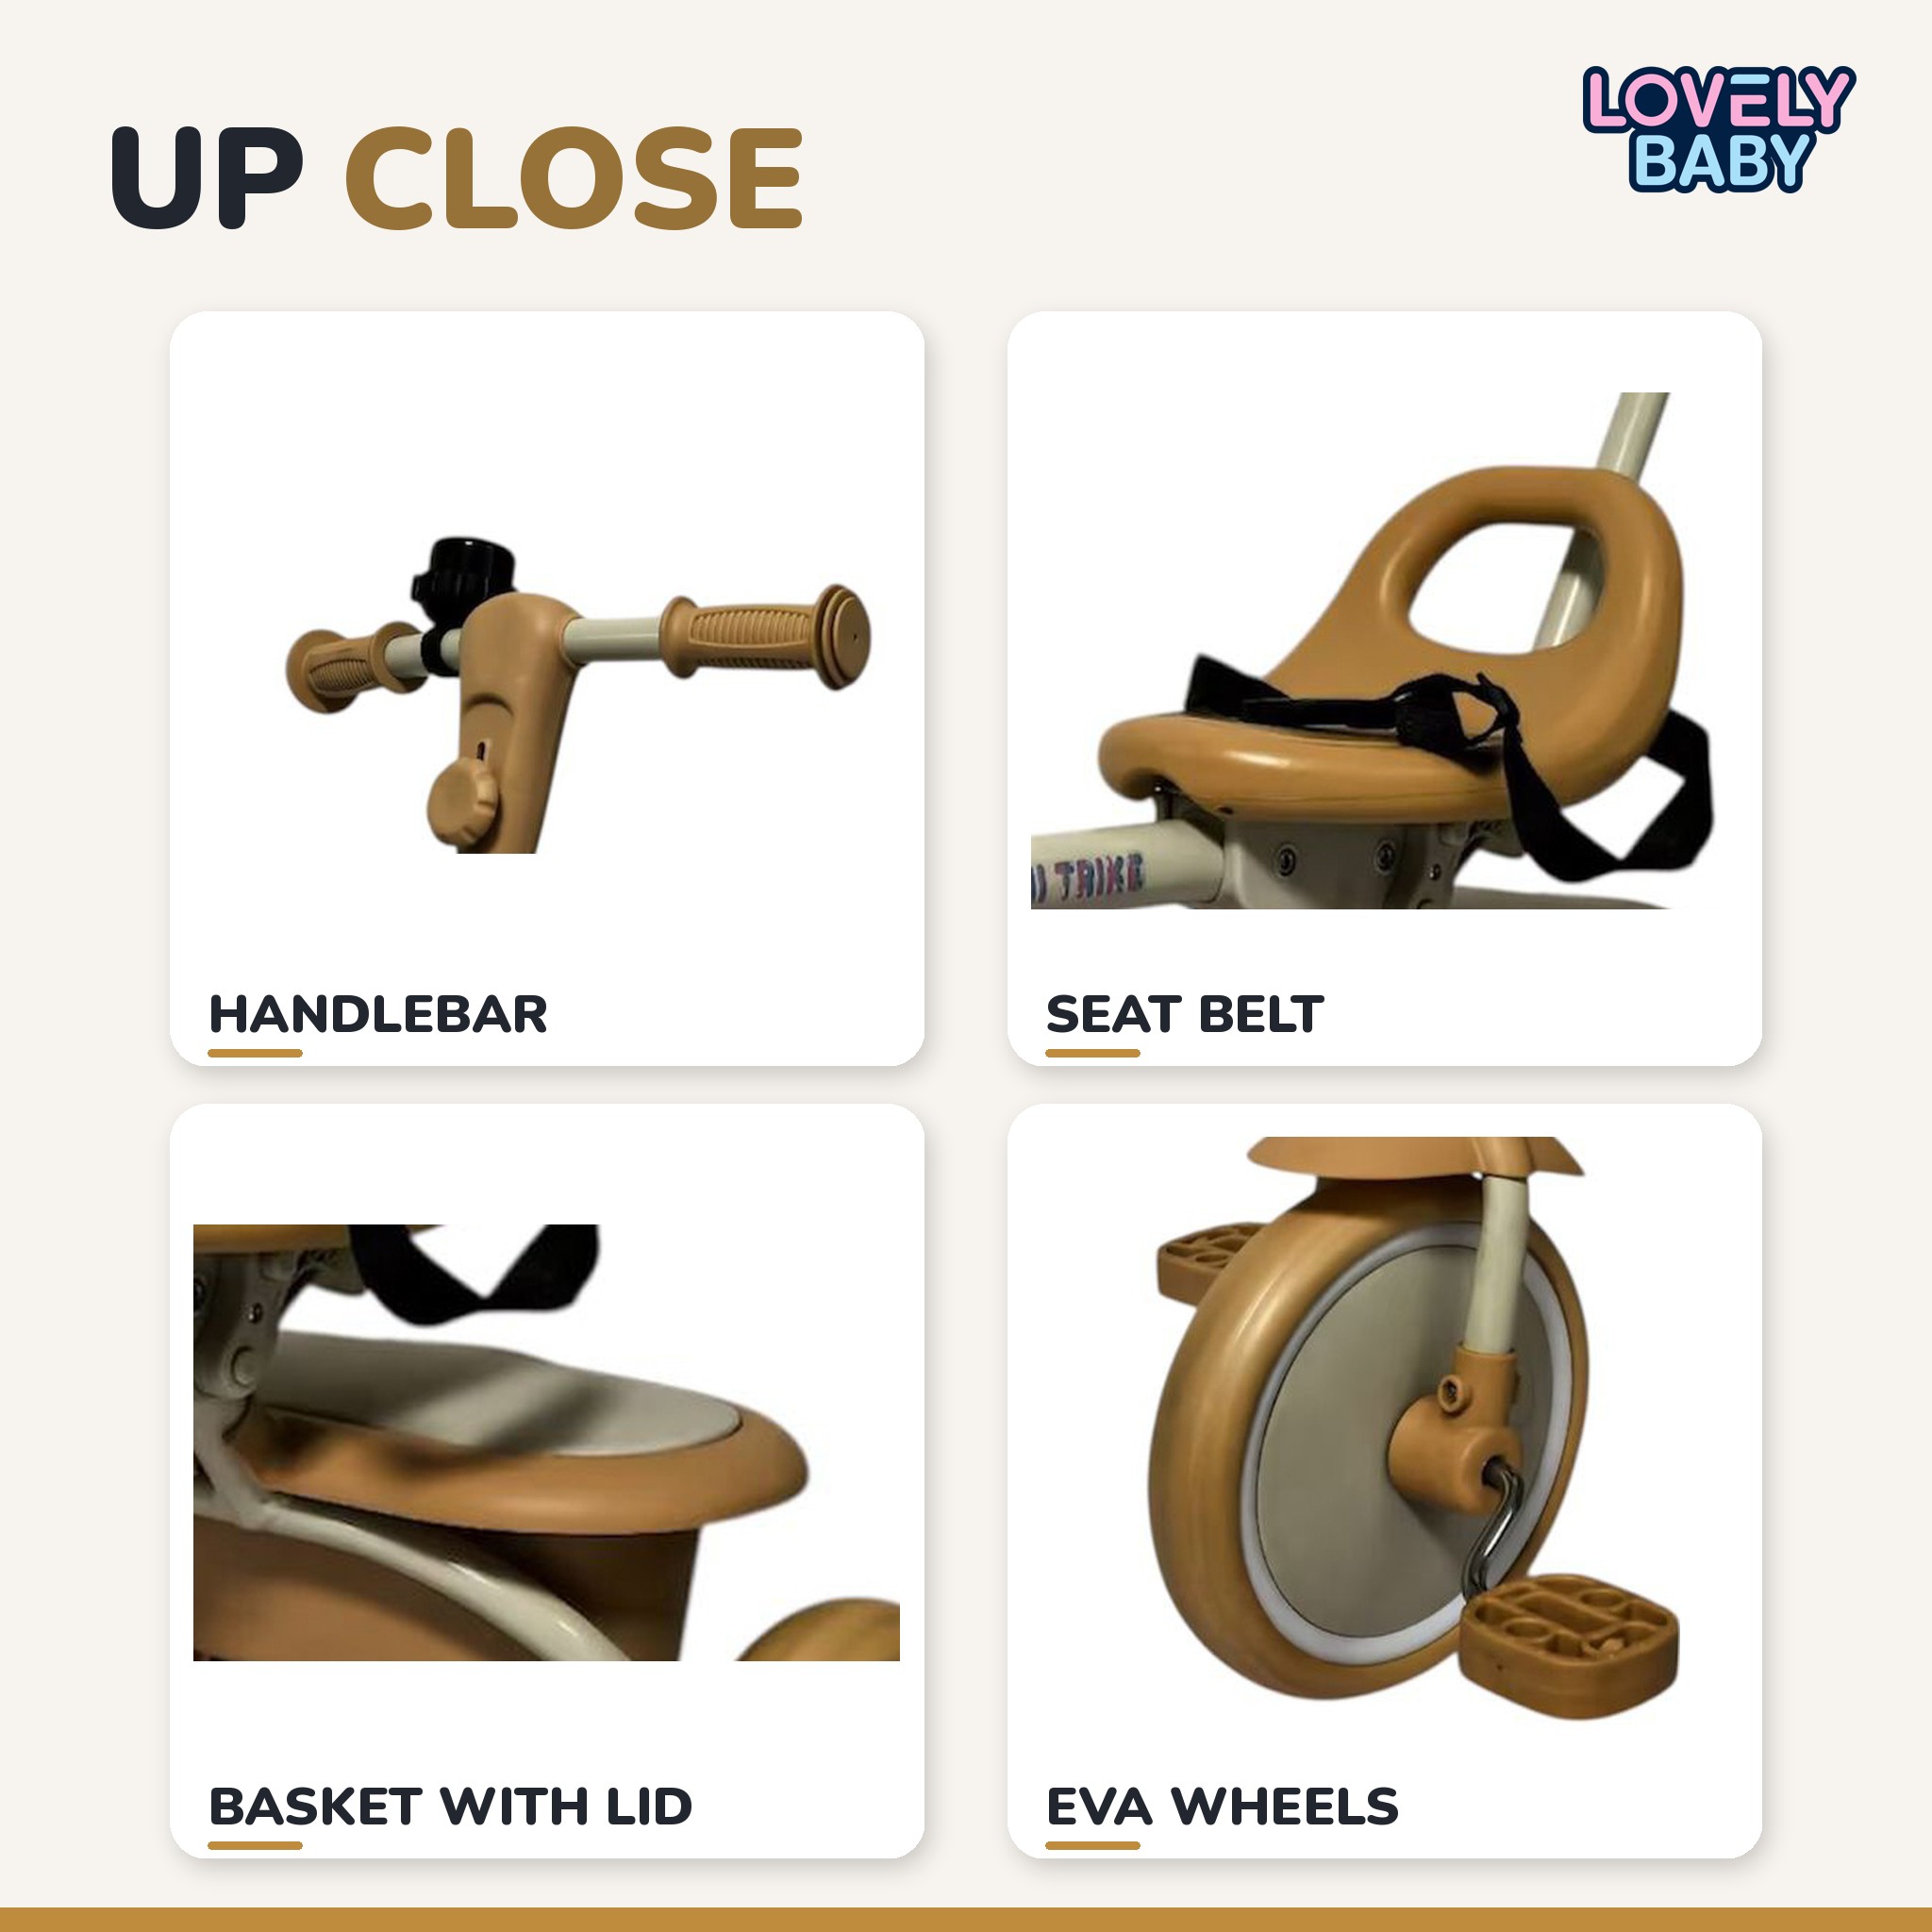 UP CLOSE
LOVELY
BABY
TRIKE
HANDLEBAR
SEAT BELT
BASKET WITH LID
EVA WHEELS